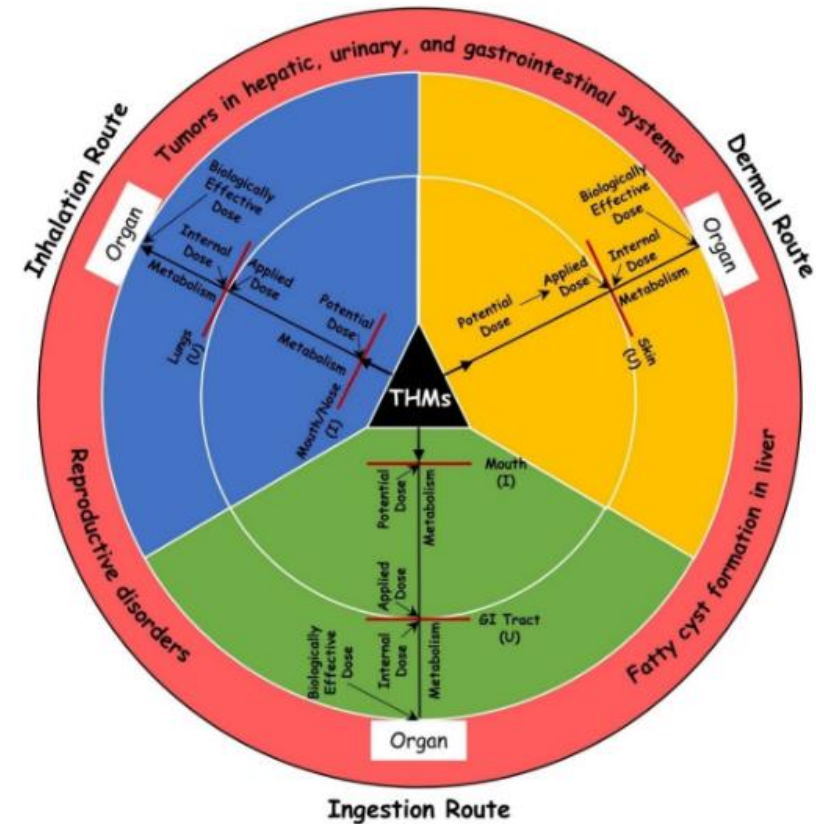 Tumors in hepatic, urinary, and gastrointestinal systems
Inhalation Route
Dermal Route
Organ
Biologically
Effective
Dose
Internal
Dose
Applied
Dose
Metabolism
Lungs
(U)
Potential
Dose
Metabolism
Mouth/Nose
(I)
THMs
Biologically
Effective
Dose
Organ
Internal
Dose
Applied
Dose
Metabolism
Potential
Dose
Skin
(U)
Mouth
(I)
Potential
Dose
Metabolism
Applied
Dose
GI Tract
(U)
Internal
Dose
Metabolism
Biologically
Effective
Dose
Organ
Reproductive disorders
Fatty cyst formation in liver
Ingestion Route